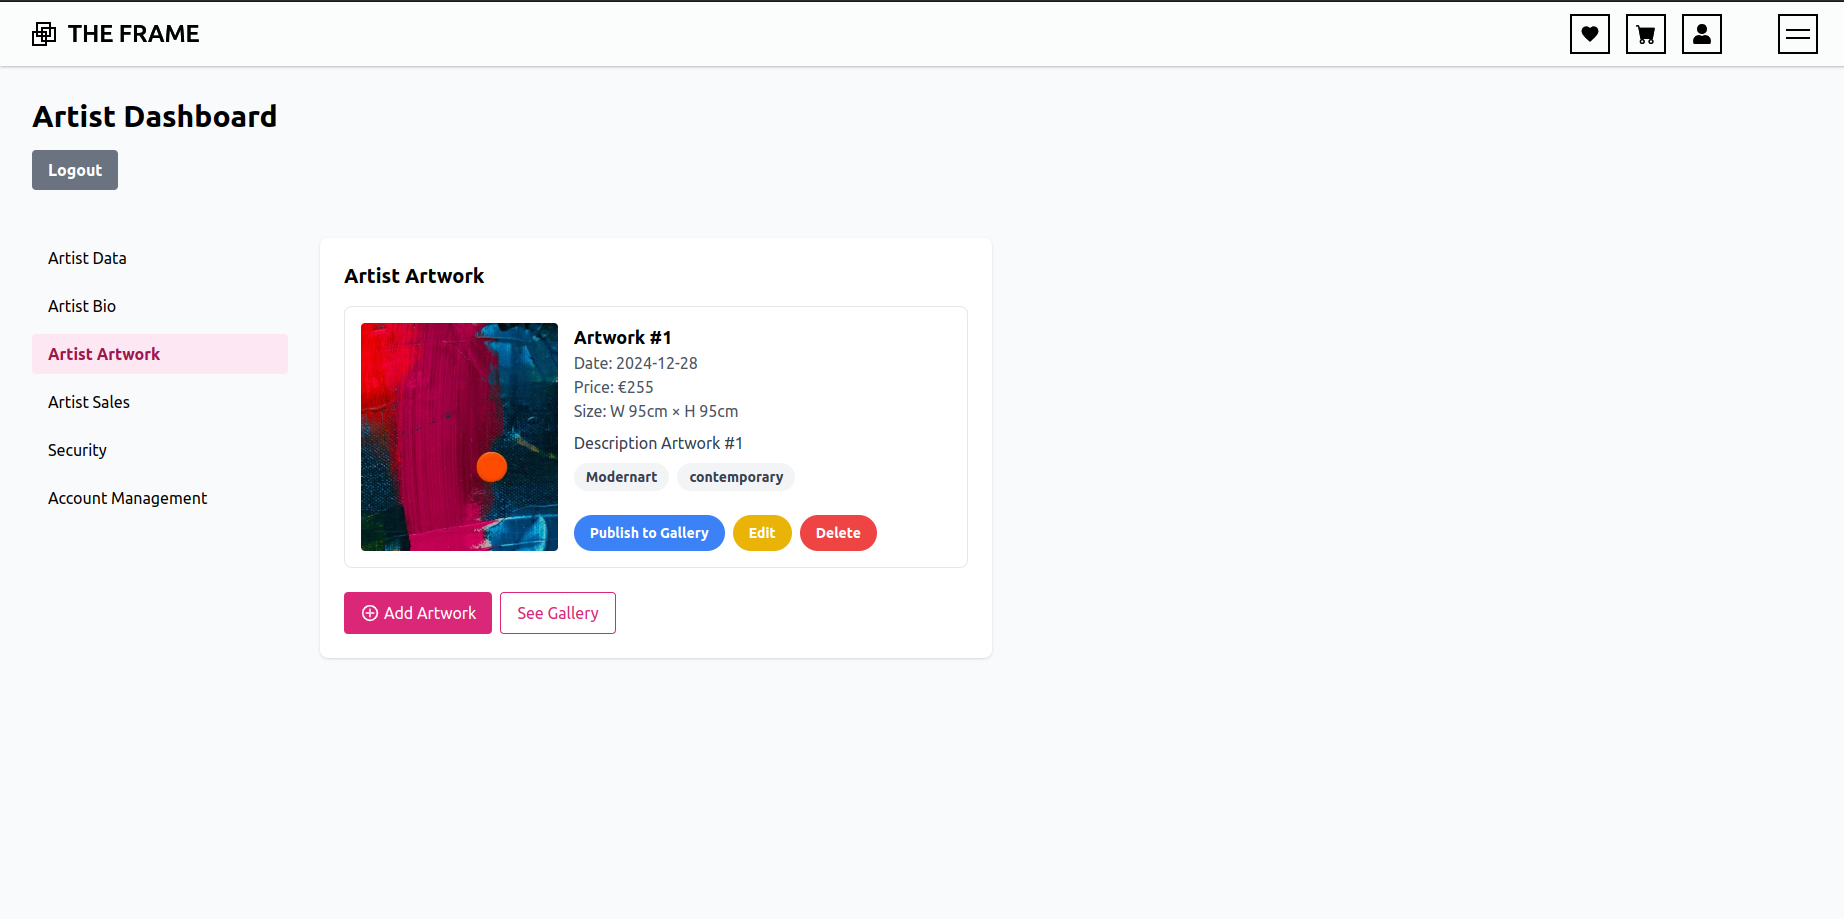 THE FRAME
Artist Dashboard
Logout
Artist Data
Artist Bio
Artist Artwork
Artist Sales
Security
Account Management
Artist Artwork
Artwork #1
Date: 2024-12-28
Price: €255
Size: W 95cm × H 95cm
Description Artwork #1
Modernart contemporary
Publish to Gallery Edit Delete
Add Artwork See Gallery